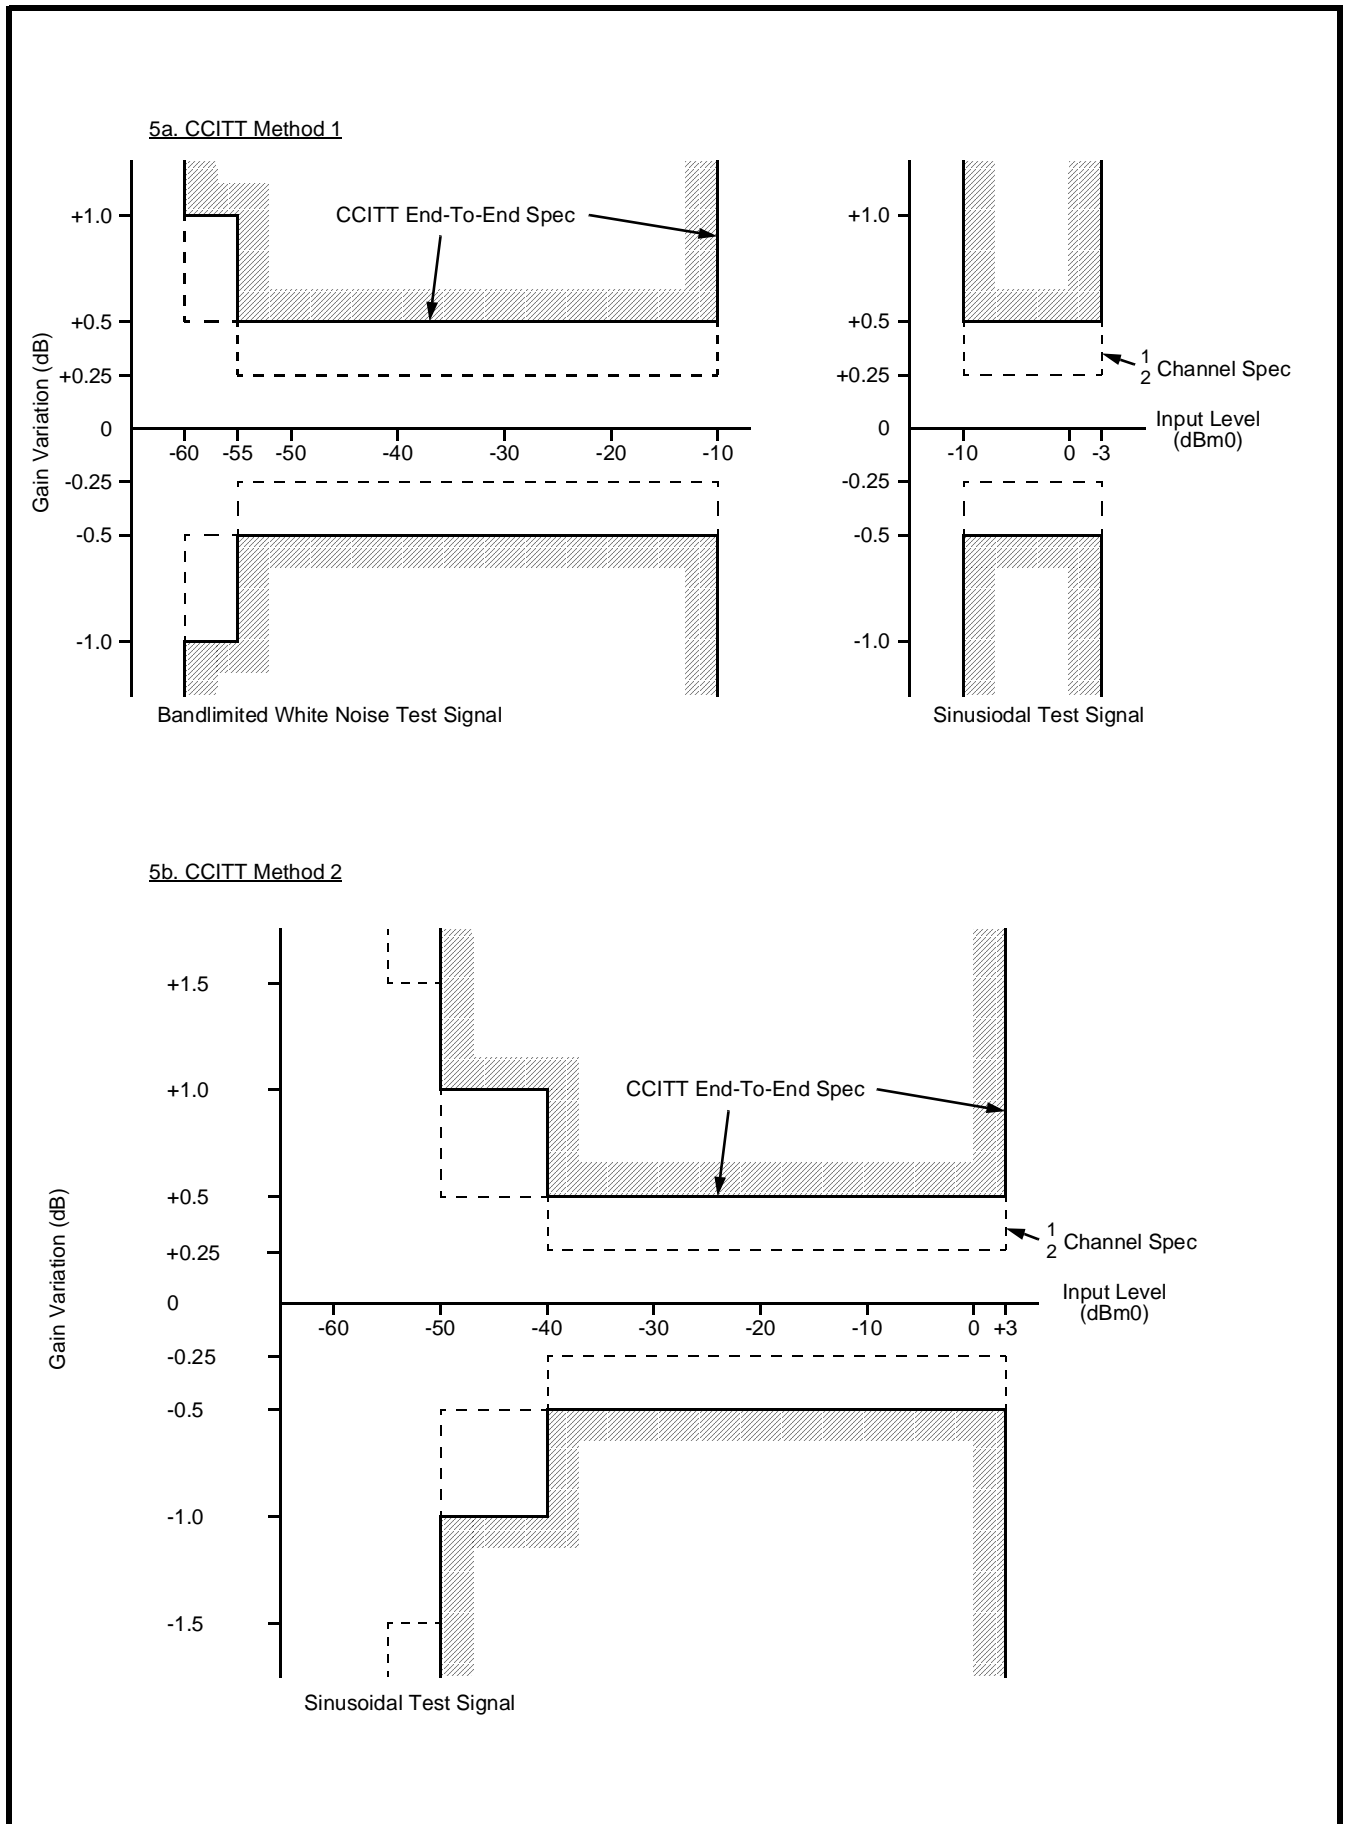 5a. CCITT Method 1
CCITT End-To-End Spec
+1.0
+0.5
+0.25
0
-0.25
-0.5
-1.0
Gain Variation (dB)
-60 -55 -50 -40 -30 -20 -10
Bandlimited White Noise Test Signal
+1.0
+0.5
+0.25
0
-0.25
-0.5
-1.0
1
2 Channel Spec
Input Level
(dBm0)
-10 0 -3
Sinusiodal Test Signal
5b. CCITT Method 2
+1.5
+1.0
+0.5
+0.25
0
-0.25
-0.5
-1.0
-1.5
Gain Variation (dB)
CCITT End-To-End Spec
1
2 Channel Spec
Input Level
(dBm0)
-60 -50 -40 -30 -20 -10 0 +3
Sinusoidal Test Signal